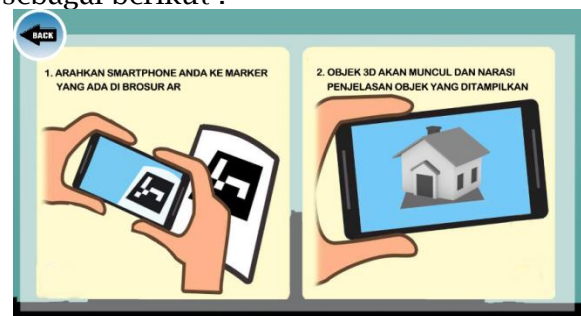 sebagai berikut :
BACK
1. ARAHKAN SMARTPHONE ANDA KE MARKER
YANG ADA DI BROSUR AR
2. OBJEK 3D AKAN MUNCUL DAN NARASI
PENJELASAN OBJEK YANG DITAMPILKAN